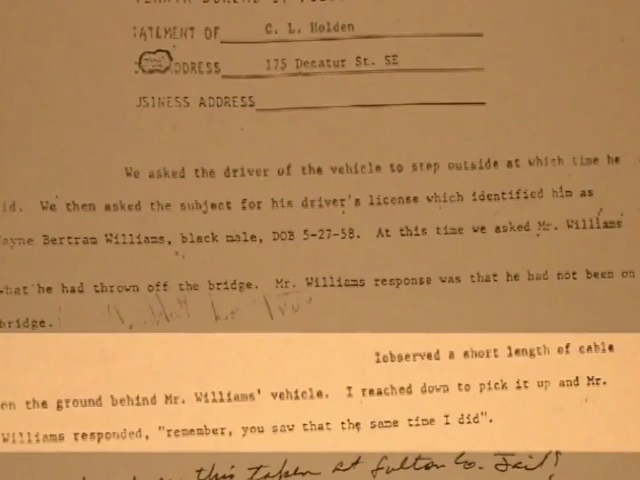 STATEMENT OF C. L. Holden
ADDRESS 175 Decatur St. SE
USINESS ADDRESS
We asked the driver of the vehicle to step outside at which time he
id. We then asked the subject for his driver's license which identified him as
ayne Bertram Williams, black male, DOB 5-27-58. At this time we asked Mr. Williams
what he had thrown off the bridge. Mr. Williams response was that he had not been on
bridge.
Iobserved a short length of cable
on the ground behind Mr. Williams' vehicle. I reached down to pick it up and Mr.
Williams responded, "remember, you saw that the same time I did".
this taken at Fulton Co. Jail?